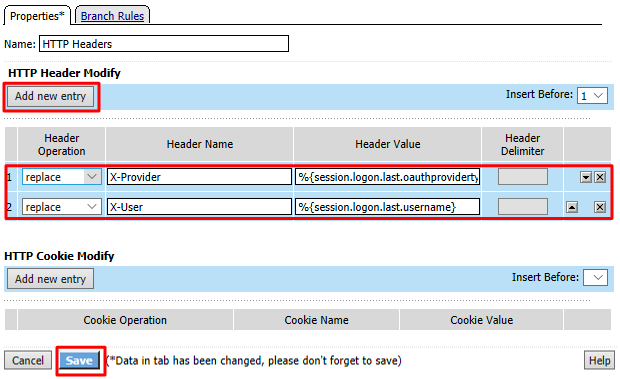 Properties* Branch Rules
Name: HTTP Headers
HTTP Header Modify
Add new entry Insert Before: 1
Header Operation Header Name Header Value Header Delimiter
1 replace X-Provider %{session.logon.last.oauthproviderty
2 replace X-User %{session.logon.last.username}
HTTP Cookie Modify
Add new entry Insert Before:
Cookie Operation Cookie Name Cookie Value
Cancel Save (*Data in tab has been changed, please don't forget to save) Help